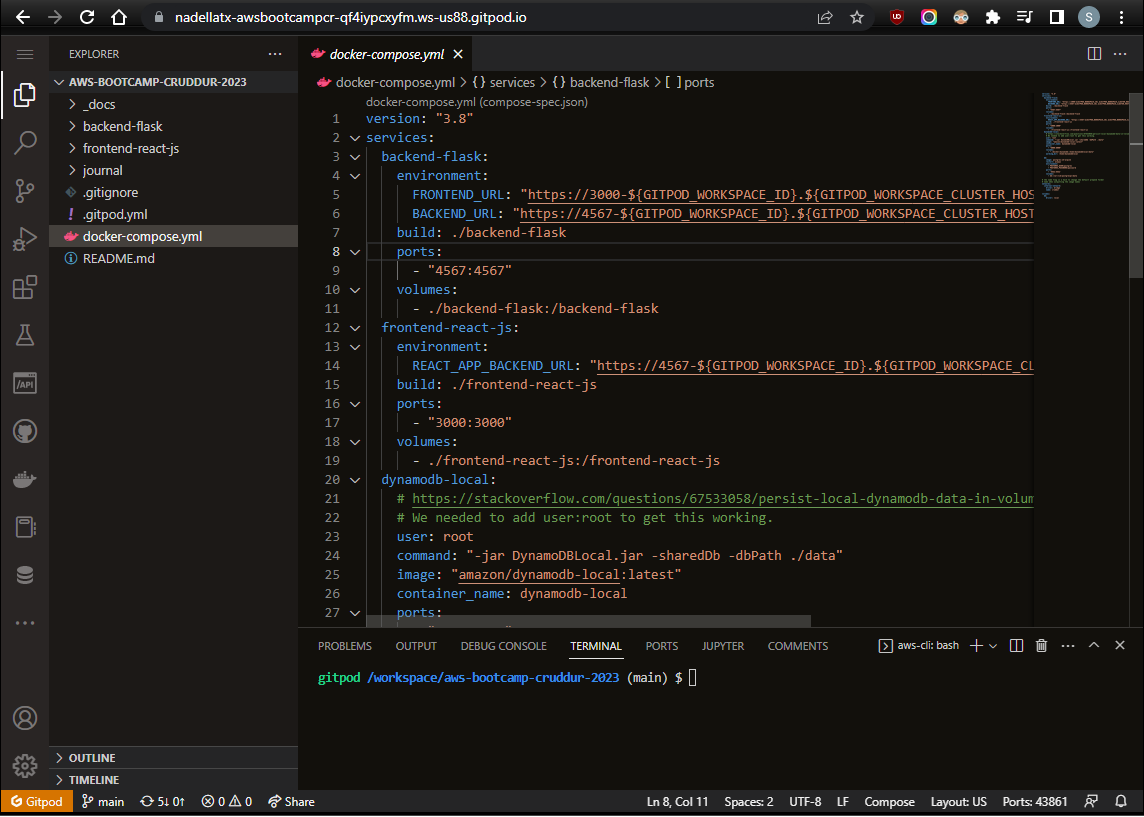 nadellatx-awsbootcampcr-qf4iypcxyfm.ws-us88.gitpod.io
S
EXPLORER
AWS-BOOTCAMP-CRUDDUR-2023
_docs
backend-flask
frontend-react-js
journal
.gitignore
! .gitpod.yml
docker-compose.yml
README.md
OUTLINE
TIMELINE
/API
docker-compose.yml
docker-compose.yml > {} services > {} backend-flask > [ ] ports
docker-compose.yml (compose-spec.json)
1 version: "3.8"
2 services:
3 backend-flask:
4 environment:
5 FRONTEND_URL: "https://3000-${GITPOD_WORKSPACE_ID}.${GITPOD_WORKSPACE_CLUSTER_HOS
6 BACKEND_URL: "https://4567-${GITPOD_WORKSPACE_ID}.${GITPOD_WORKSPACE_CLUSTER_HOST
7 build: ./backend-flask
8 ports:
9 - "4567:4567"
10 volumes:
11 - ./backend-flask:/backend-flask
12 frontend-react-js:
13 environment:
14 REACT_APP_BACKEND_URL: "https://4567-${GITPOD_WORKSPACE_ID}.${GITPOD_WORKSPACE_CL
15 build: ./frontend-react-js
16 ports:
17 - "3000:3000"
18 volumes:
19 - ./frontend-react-js:/frontend-react-js
20 dynamodb-local:
21 # https://stackoverflow.com/questions/67533058/persist-local-dynamodb-data-in-volum
22 # We needed to add user:root to get this working.
23 user: root
24 command: "-jar DynamoDBLocal.jar -sharedDb -dbPath ./data"
25 image: "amazon/dynamodb-local:latest"
26 container_name: dynamodb-local
27 ports:
PROBLEMS OUTPUT DEBUG CONSOLE TERMINAL PORTS JUPYTER COMMENTS aws-cli: bash
gitpod /workspace/aws-bootcamp-cruddur-2023 (main) $
Gitpod main 5↓ 0↑ 0 0 Share Ln 8, Col 11 Spaces: 2 UTF-8 LF Compose Layout: US Ports: 43861